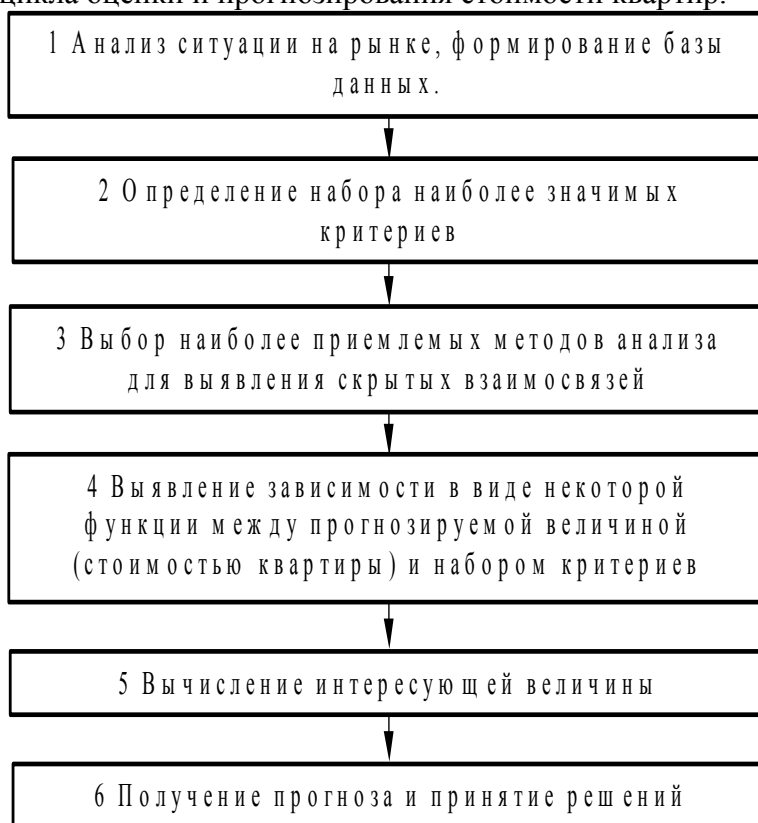 цикла оценки и прогнозирования стоимости квартир.
1 Анализ ситуации на рынке, формирование базы
данных.
2 Определение набора наиболее значимых
критериев
3 Выбор наиболее приемлемых методов анализа
для выявления скрытых взаимосвязей
4 Выявление зависимости в виде некоторой
функции между прогнозируемой величиной
(стоимостью квартиры) и набором критериев
5 Вычисление интересующей величины
6 Получение прогноза и принятие решений